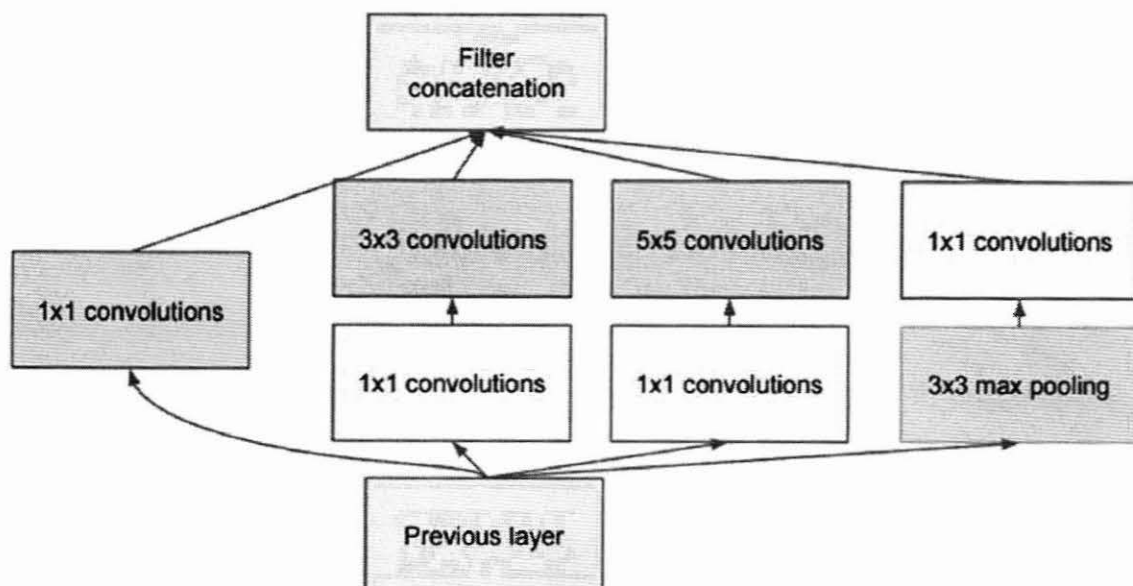 Filter
concatenation
3x3 convolutions
5x5 convolutions
1x1 convolutions
1x1 convolutions
1x1 convolutions
1x1 convolutions
3x3 max pooling
Previous layer